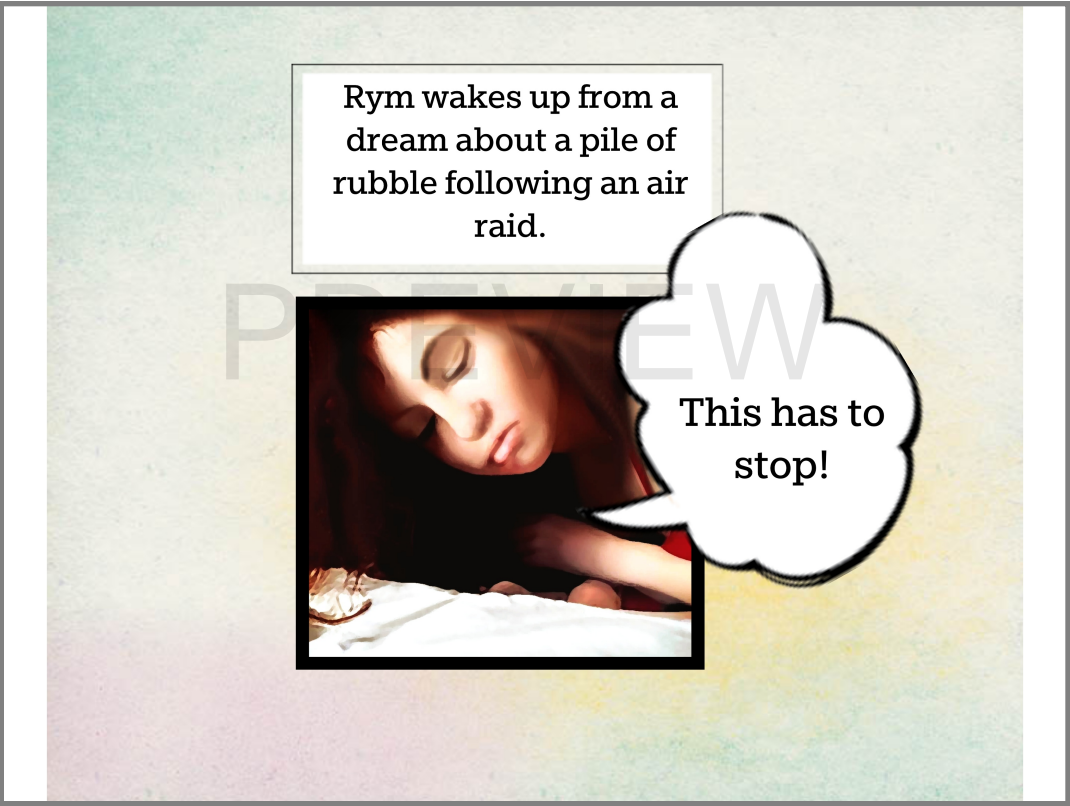 Rym wakes up from a
dream about a pile of
rubble following an air
raid.
PREVIEW
This has to
stop!